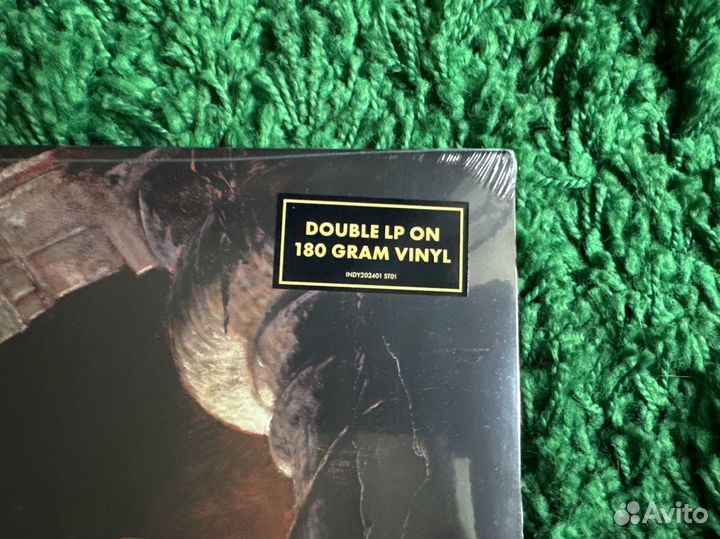 DOUBLE LP ON
180 GRAM VINYL
INDY202401 ST01
Avito